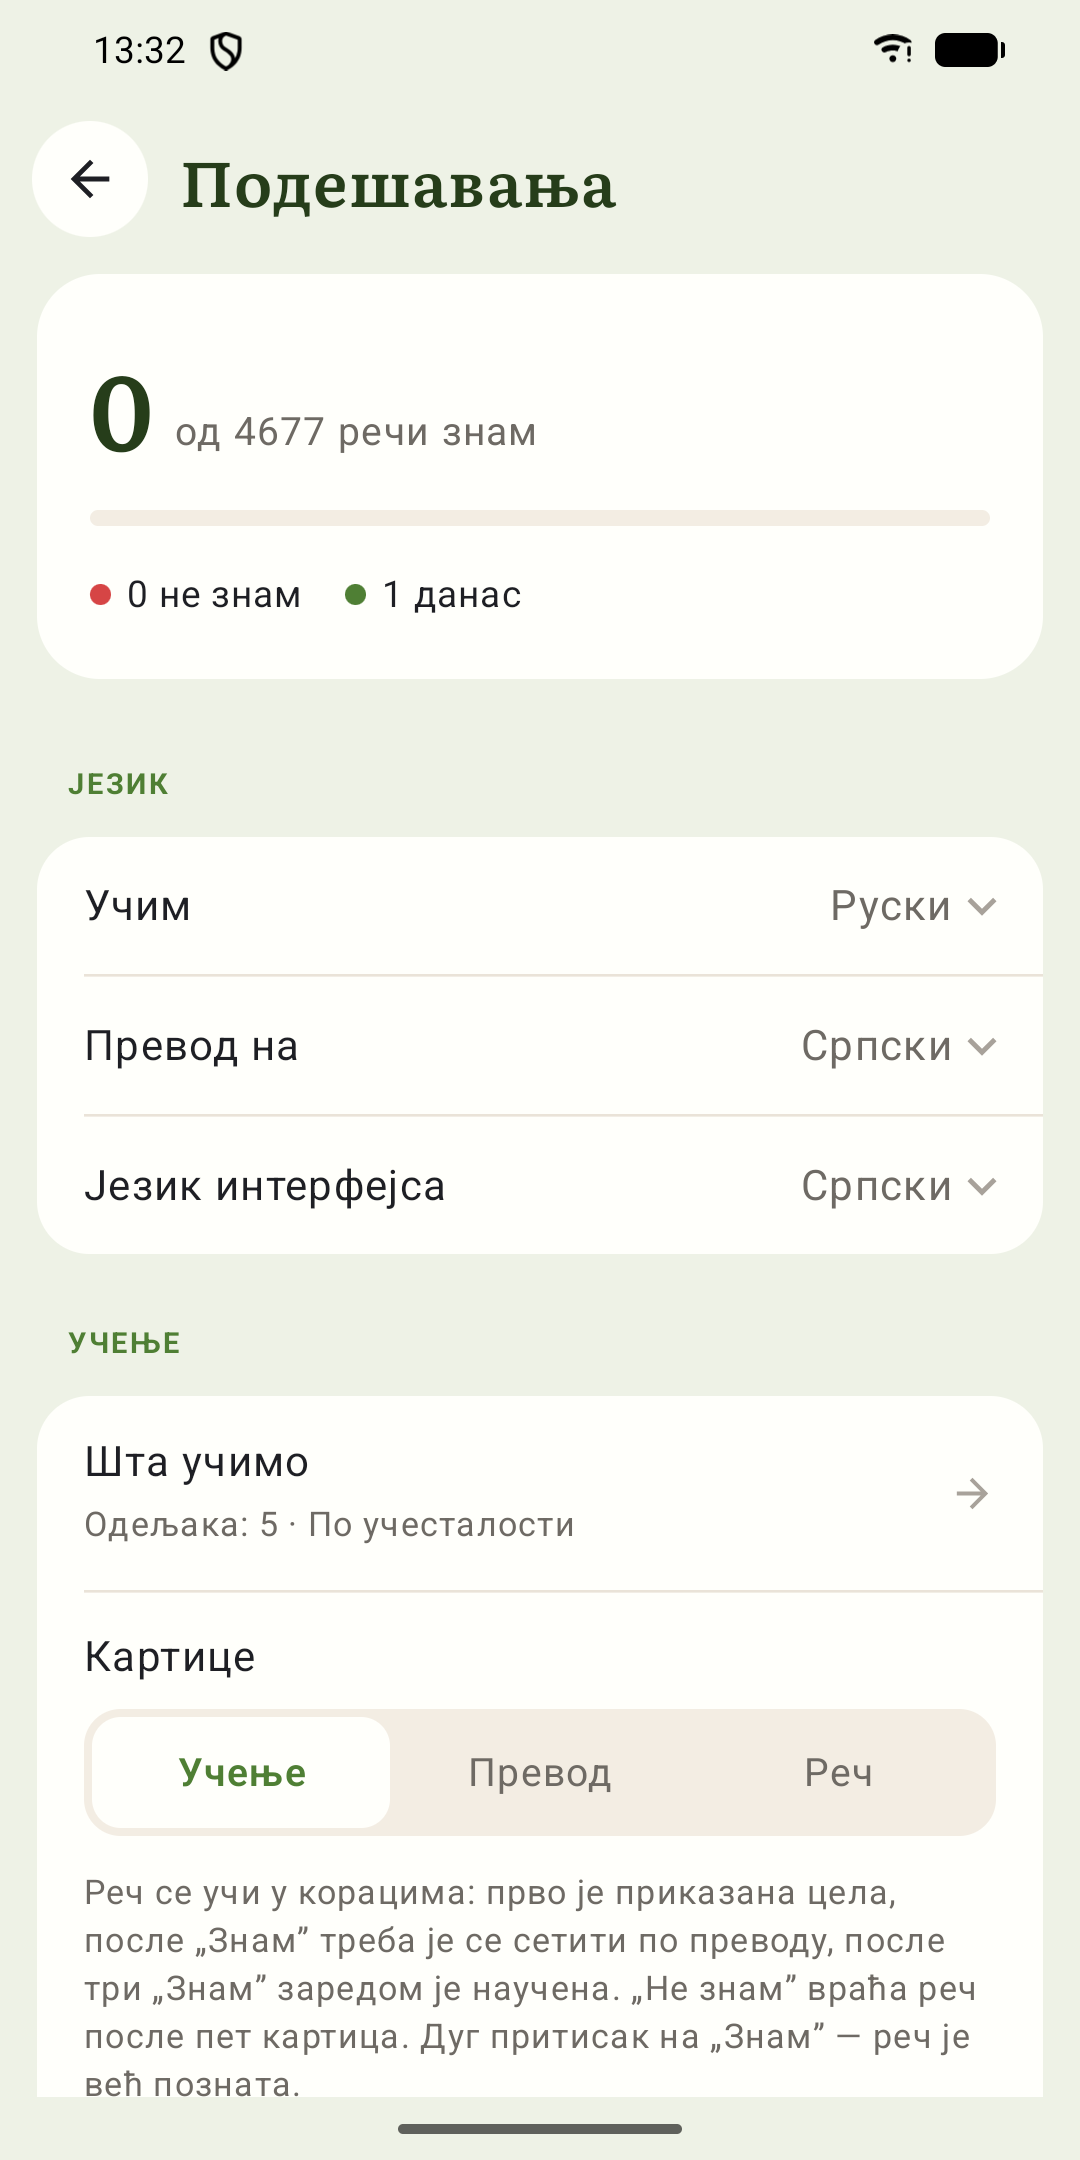 13:32
Подешавања
0 од 4677 речи знам
0 не знам 1 данас
ЈЕЗИК
Учим Руски
Превод на Српски
Језик интерфејса Српски
УЧЕЊЕ
Шта учимо
Одељака: 5 · По учесталости
Картице
Учење Превод Реч
Реч се учи у корацима: прво је приказана цела,
после „Знам” треба је се сетити по преводу, после
три „Знам” заредом је научена. „Не знам” враћа реч
после пет картица. Дуг притисак на „Знам” — реч је
већ позната.